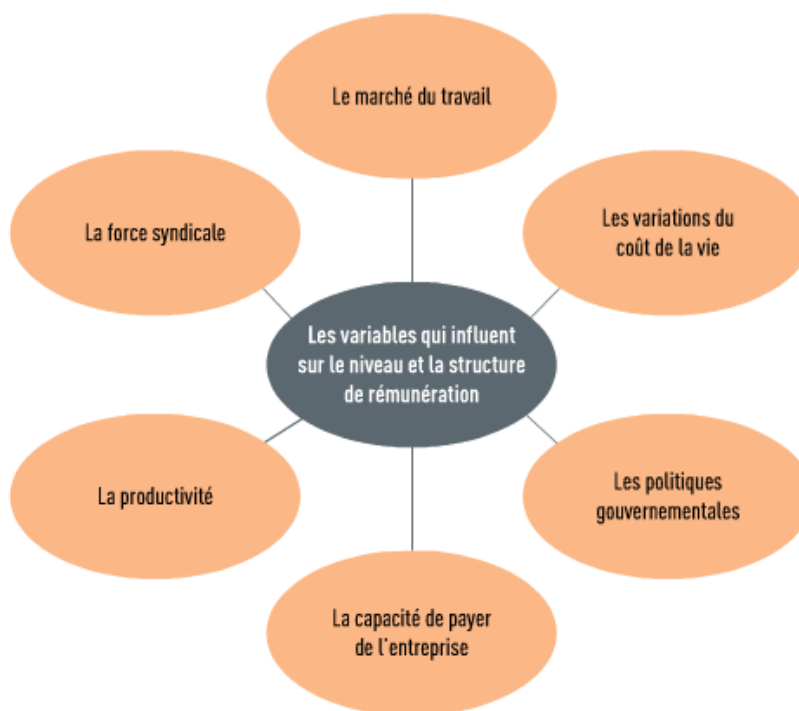 Le marché du travail
La force syndicale
Les variations du
coût de la vie
Les variables qui influent
sur le niveau et la structure
de rémunération
La productivité
Les politiques
gouvernementales
La capacité de payer
de l'entreprise